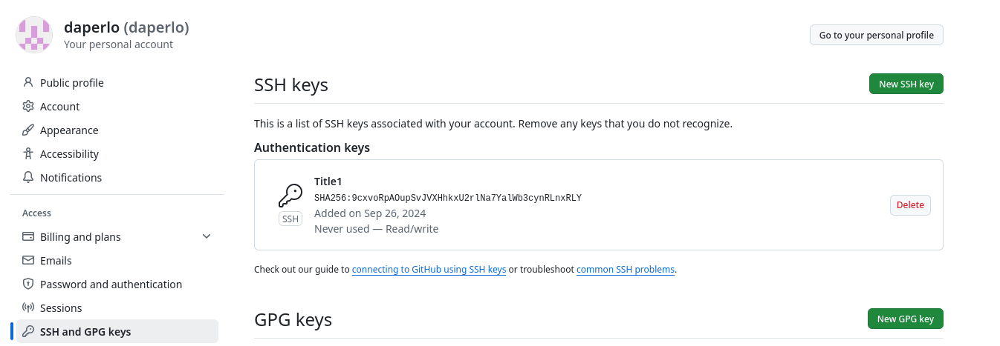 daperlo (daperlo)
Your personal account
Go to your personal profile
Public profile
Account
Appearance
Accessibility
Notifications
Access
Billing and plans
Emails
Password and authentication
Sessions
SSH and GPG keys
SSH keys
New SSH key
This is a list of SSH keys associated with your account. Remove any keys that you do not recognize.
Authentication keys
Title1
SHA256:9cxvoRpAOupSvJVXHhkxU2rlNa7YalWb3cynRLnxRLY
Added on Sep 26, 2024
Never used — Read/write
SSH
Delete
Check out our guide to connecting to GitHub using SSH keys or troubleshoot common SSH problems.
GPG keys
New GPG key